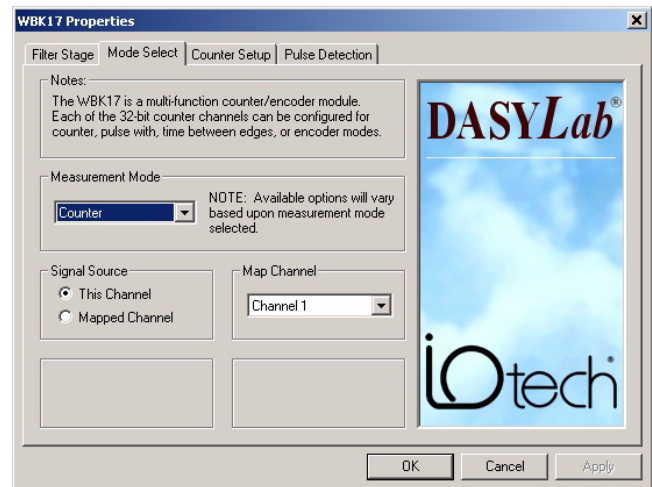 WBK17 Properties
Filter Stage
Mode Select
Counter Setup
Pulse Detection
Notes:
The WBK17 is a multi-function counter/encoder module.
Each of the 32-bit counter channels can be configured for
counter, pulse with, time between edges, or encoder modes.
Measurement Mode
Counter
NOTE: Available options will vary
based upon measurement mode
selected.
Signal Source
This Channel
Mapped Channel
Map Channel
Channel 1
DASYLab®
iOtech®
OK
Cancel
Apply